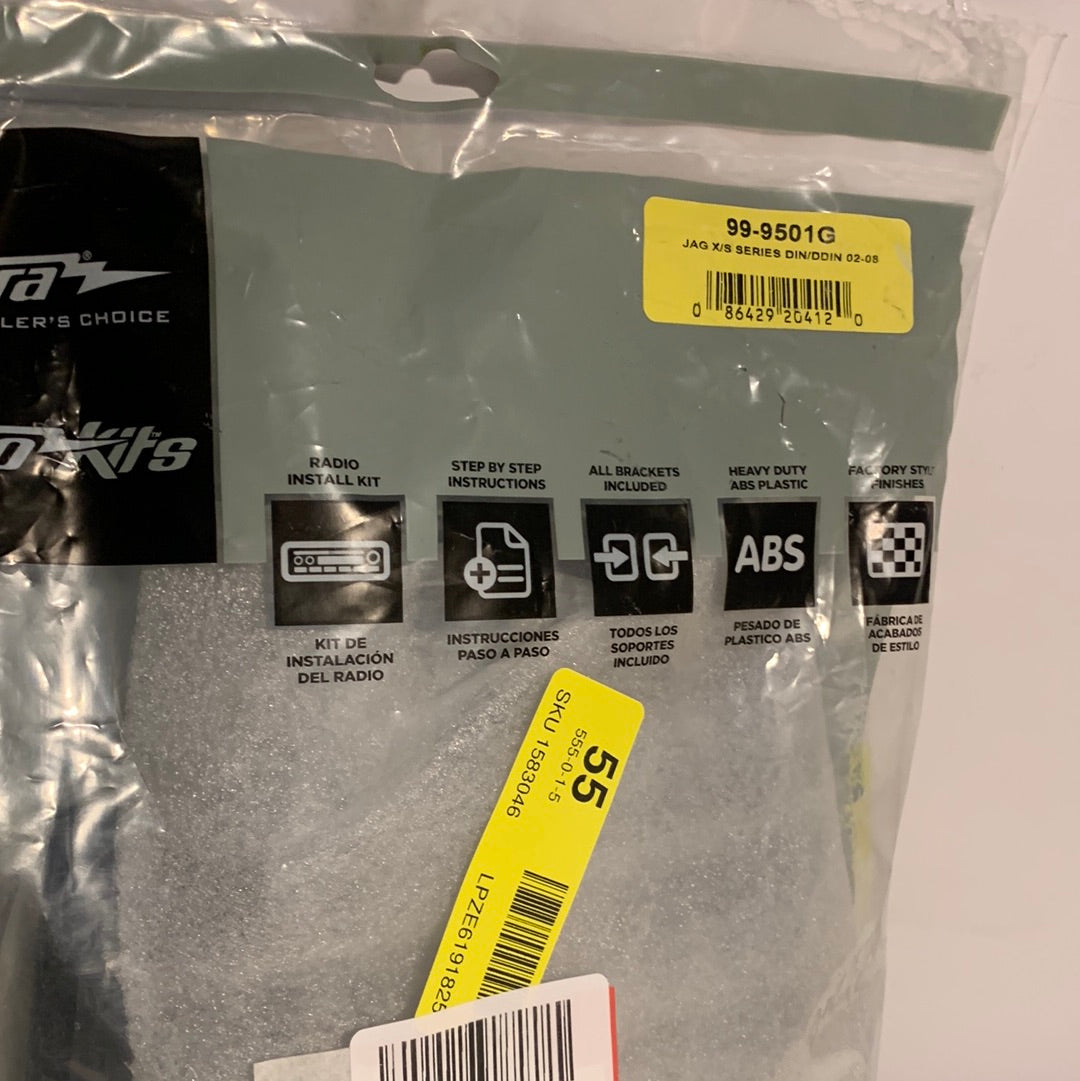 99-9501G
JAG X/S SERIES DIN/DDIN 02-08
0 86429 20412 0
ra®
LER'S CHOICE
o Kits™
RADIO
INSTALL KIT
STEP BY STEP
INSTRUCTIONS
ALL BRACKETS
INCLUDED
HEAVY DUTY
ABS PLASTIC
FACTORY STYL
FINISHES
ABS
KIT DE
INSTALACIÓN
DEL RADIO
INSTRUCCIONES
PASO A PASO
TODOS LOS
SOPORTES
INCLUIDO
PESADO DE
PLASTICO ABS
FÁBRICA DE
ACABADOS
DE ESTILO
55
555-0-1-5
SKU 1583046
LPZE6191825